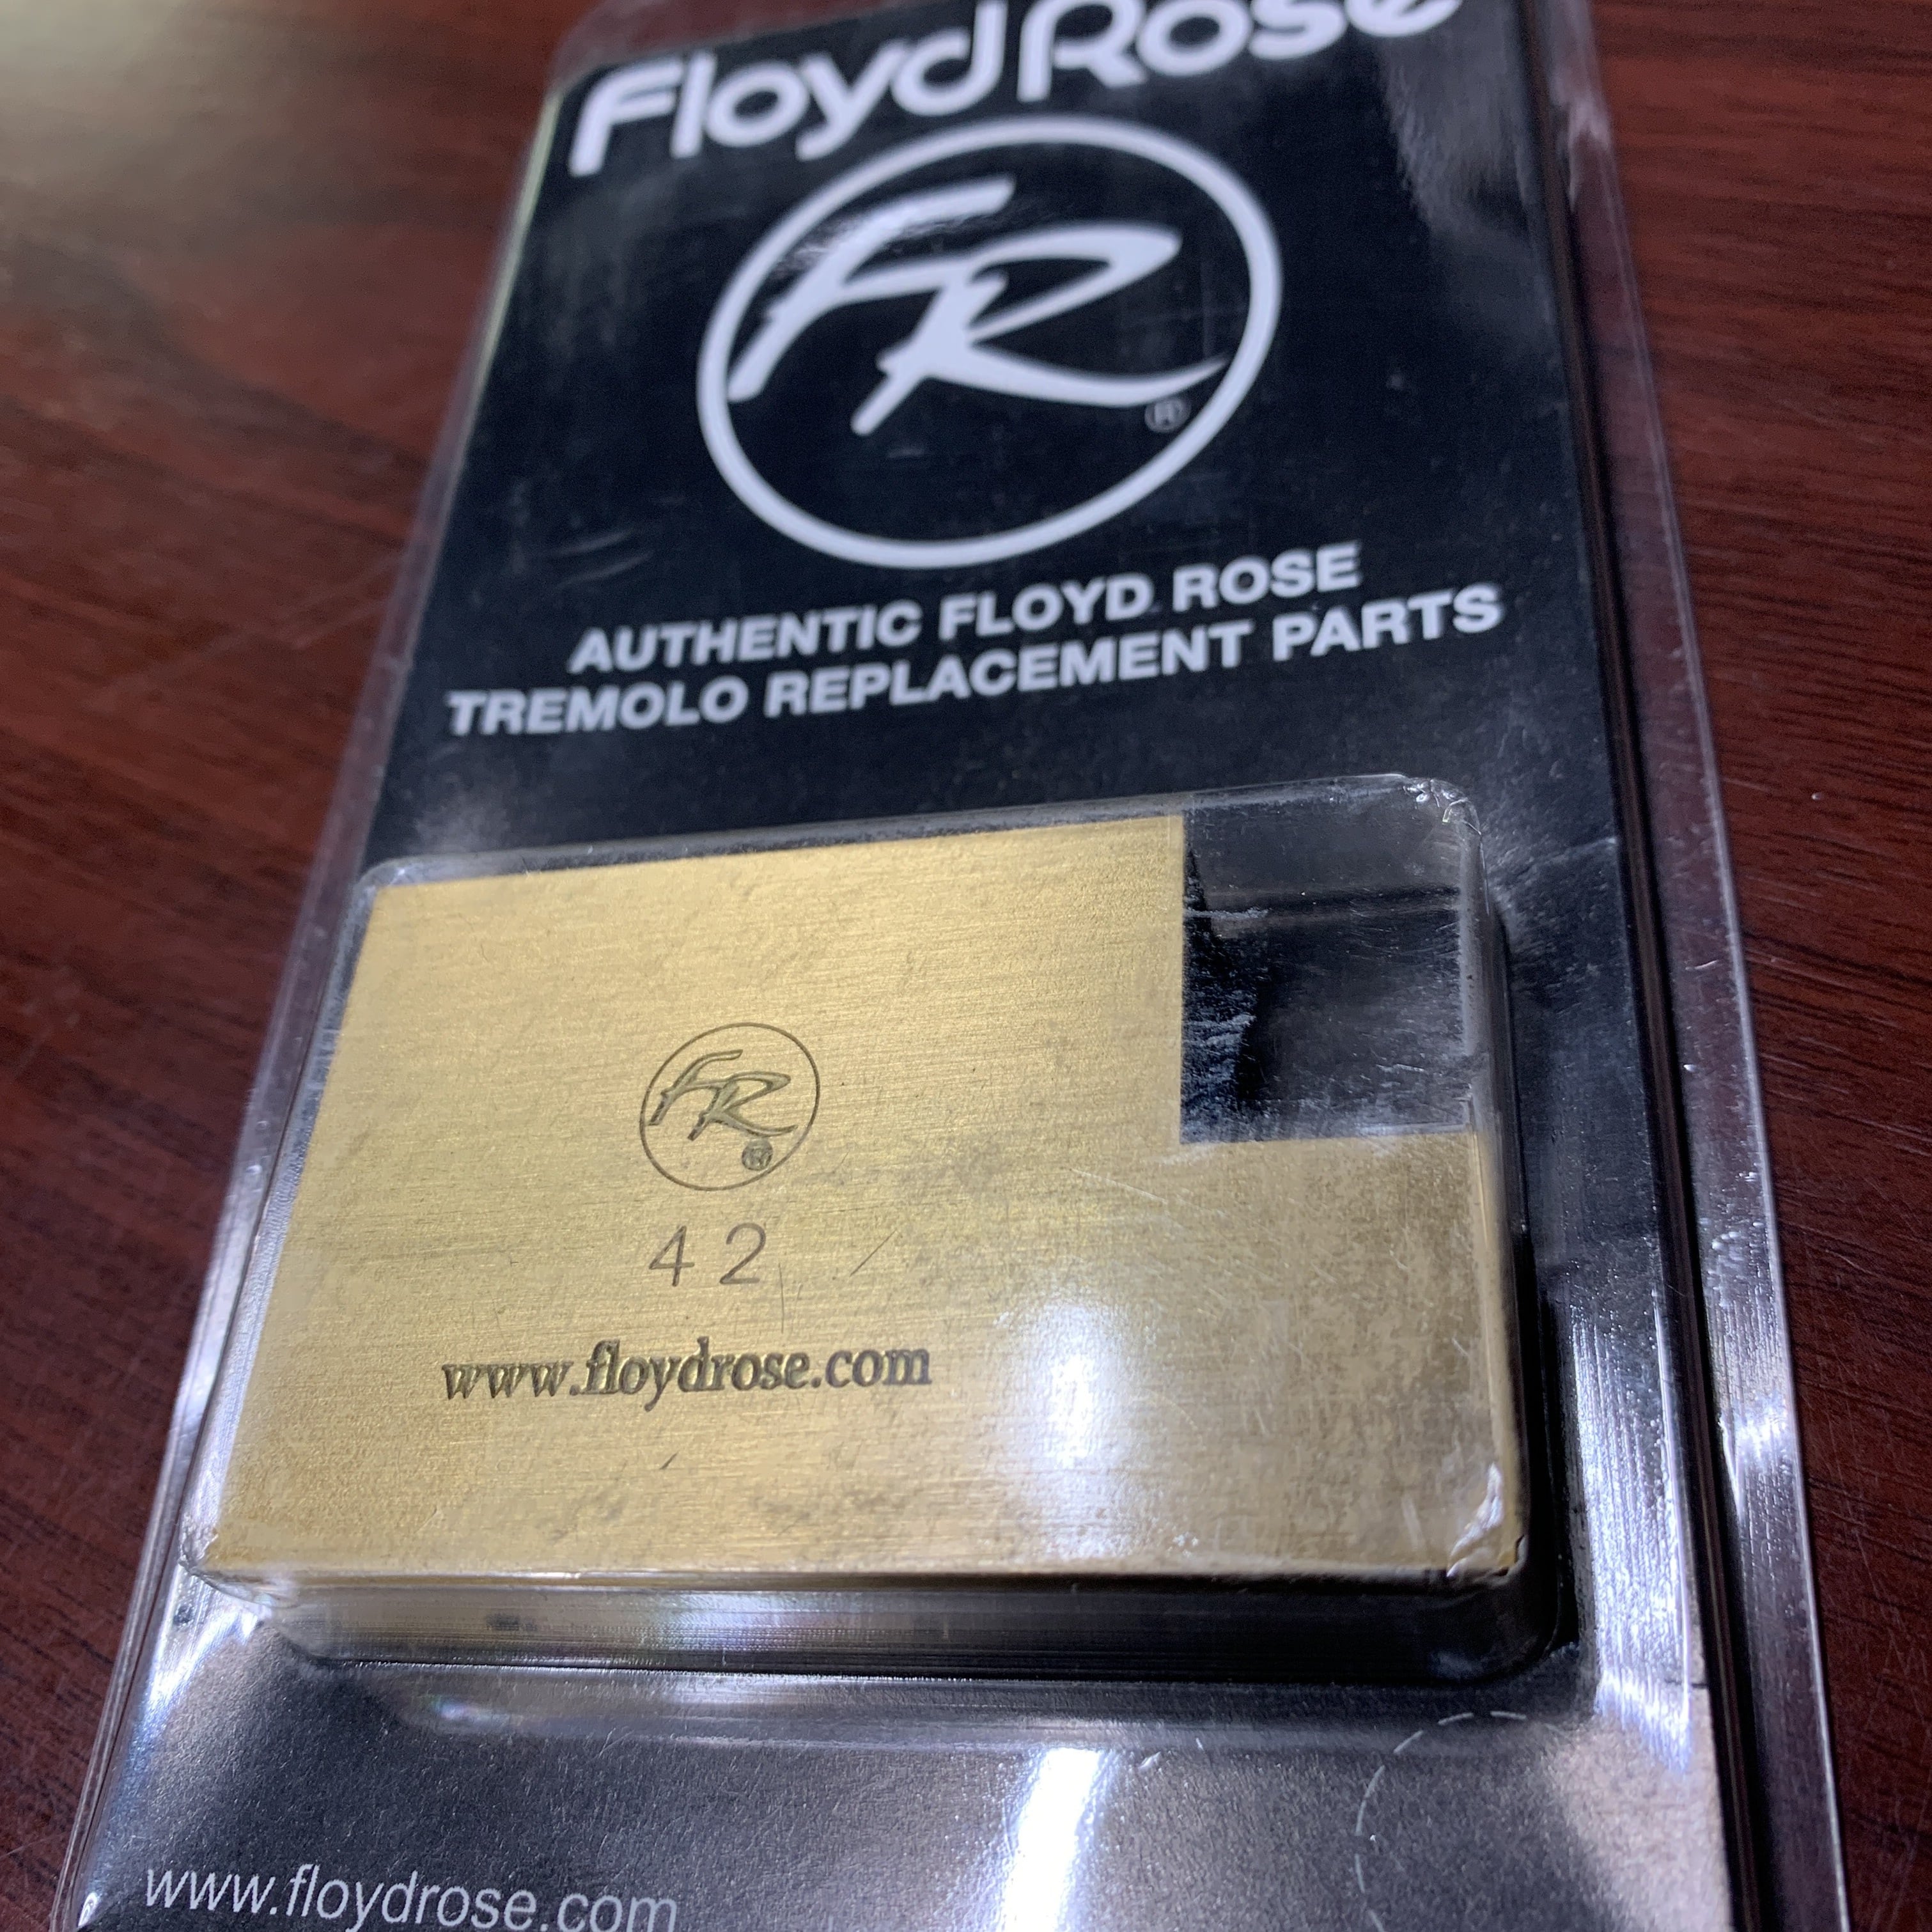 Floyd Rose
FR
®
AUTHENTIC FLOYD ROSE
TREMOLO REPLACEMENT PARTS
FR
®
42
www.floydrose.com
www.floydrose.com